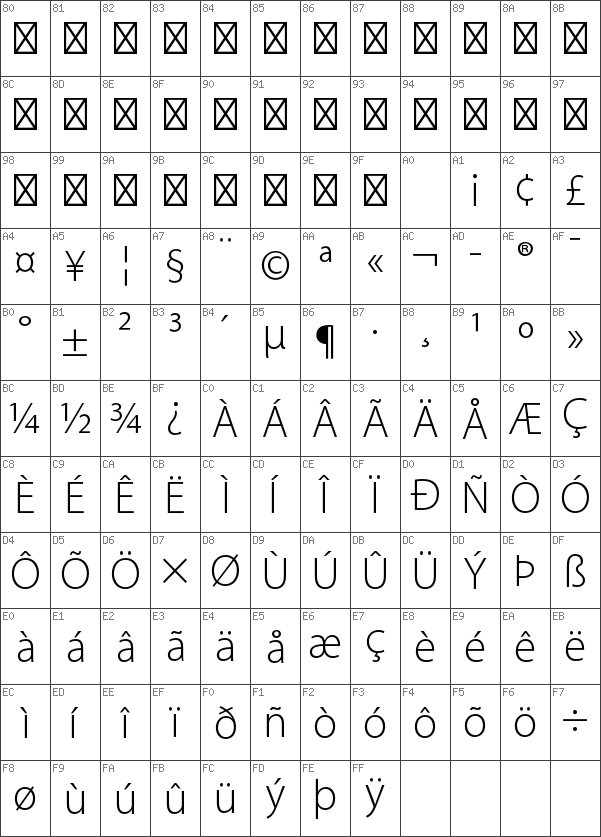 80 81 82 83 84 85 86 87 88 89 8A 8B
8C 8D 8E 8F 90 91 92 93 94 95 96 97
98 99 9A 9B 9C 9D 9E 9F A0 A1 A2 A3
¡ ¢ £
A4 A5 A6 A7 A8 A9 AA AB AC AD AE AF
¤ ¥ ¦ § ¨ © ª « ¬ - ® ¯
B0 B1 B2 B3 B4 B5 B6 B7 B8 B9 BA BB
° ± ² ³ ´ µ ¶ · ¸ ¹ º »
BC BD BE BF C0 C1 C2 C3 C4 C5 C6 C7
¼ ½ ¾ ¿ À Á Â Ã Ä Å Æ Ç
C8 C9 CA CB CC CD CE CF D0 D1 D2 D3
È É Ê Ë Ì Í Î Ï Ð Ñ Ò Ó
D4 D5 D6 D7 D8 D9 DA DB DC DD DE DF
Ô Õ Ö × Ø Ù Ú Û Ü Ý Þ ß
E0 E1 E2 E3 E4 E5 E6 E7 E8 E9 EA EB
à á â ã ä å æ ç è é ê ë
EC ED EE EF F0 F1 F2 F3 F4 F5 F6 F7
ì í î ï ð ñ ò ó ô õ ö ÷
F8 F9 FA FB FC FD FE FF
ø ù ú û ü ý þ ÿ